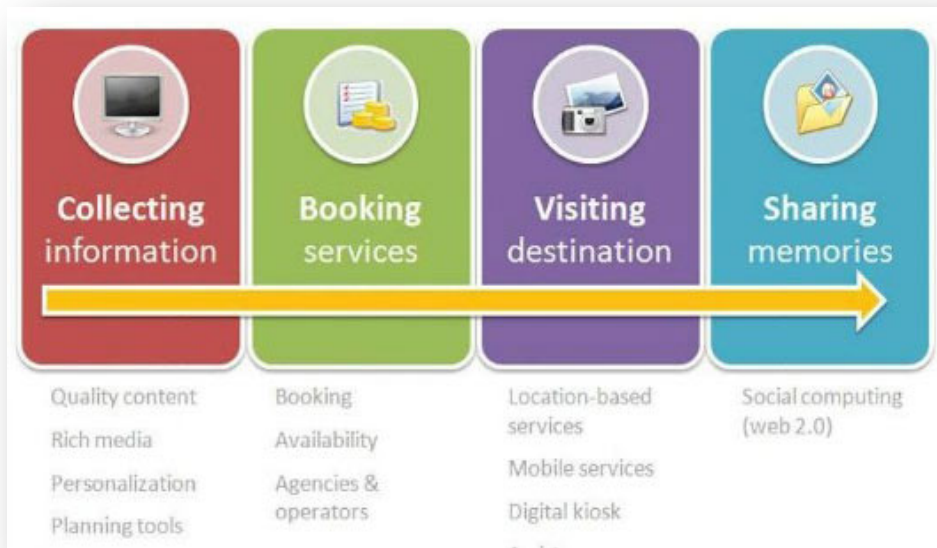 Collecting
information
Booking
services
Visiting
destination
Sharing
memories
Quality content
Rich media
Personalization
Planning tools
Booking
Availability
Agencies &
operators
Location-based
services
Mobile services
Digital kiosk
Social computing
(web 2.0)